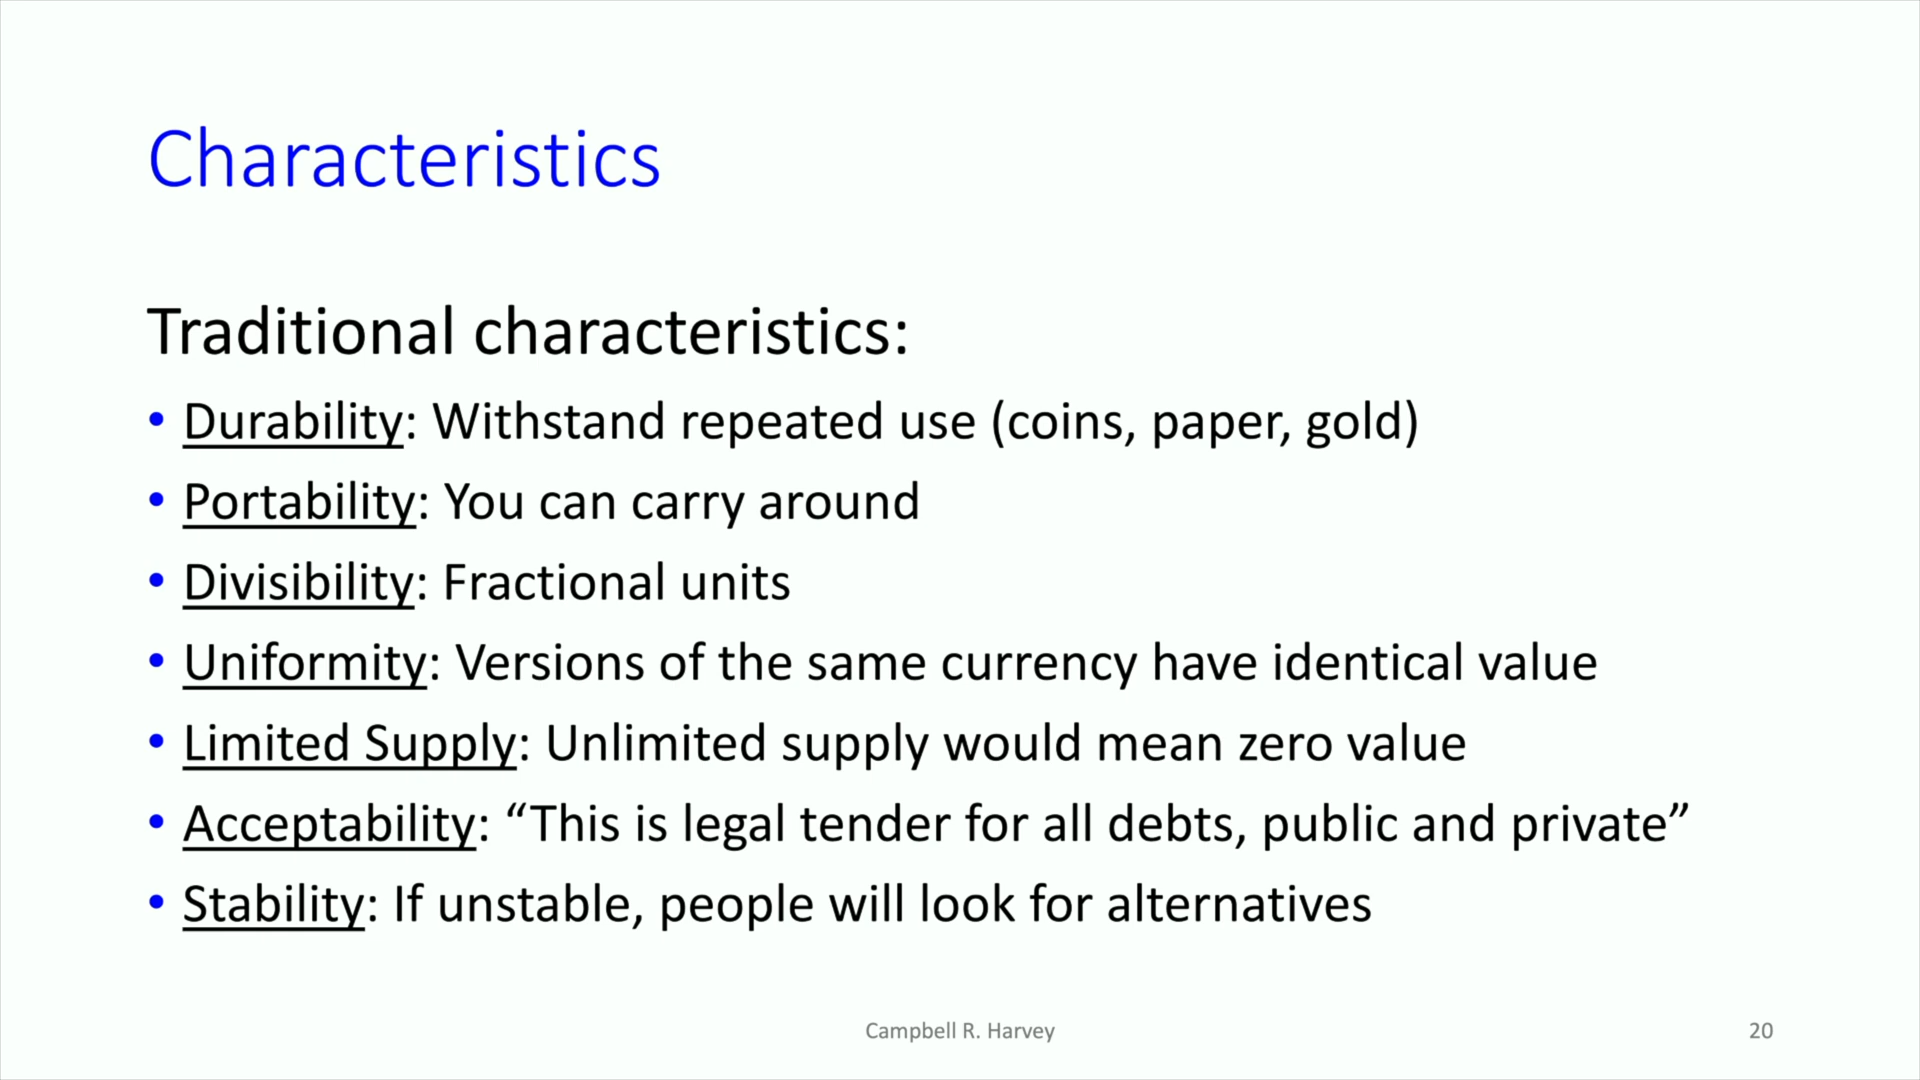 Characteristics
Traditional characteristics:
• Durability: Withstand repeated use (coins, paper, gold)
• Portability: You can carry around
• Divisibility: Fractional units
• Uniformity: Versions of the same currency have identical value
• Limited Supply: Unlimited supply would mean zero value
• Acceptability: “This is legal tender for all debts, public and private”
• Stability: If unstable, people will look for alternatives
Campbell R. Harvey
20